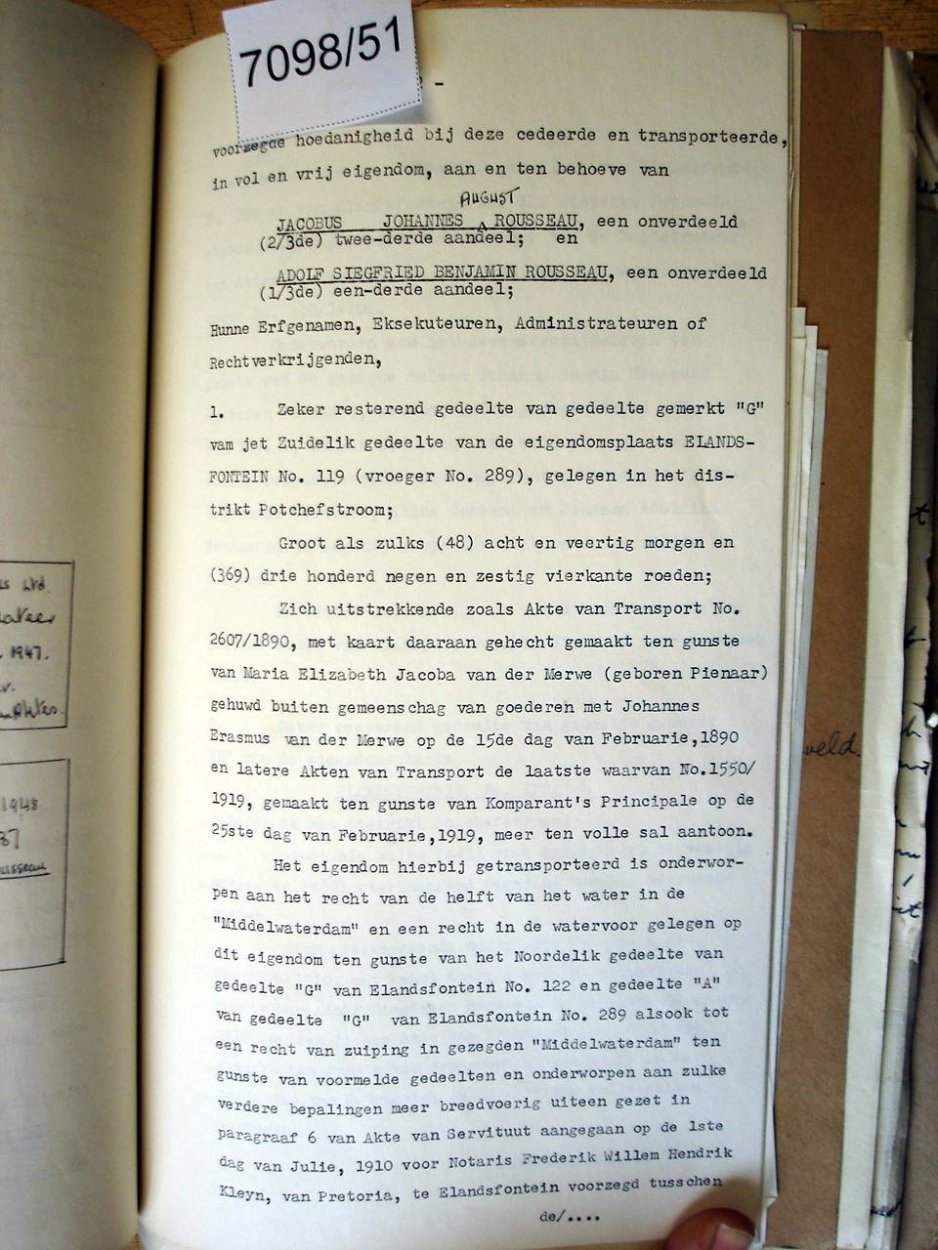 7098/51
-
voorzegde hoedanigheid bij deze cedeerde en transporteerde,
in vol en vrij eigendom, aan en ten behoeve van
AUGUST
JACOBUS JOHANNES ^ ROUSSEAU, een onverdeeld
(2/3de) twee-derde aandeel; en
ADOLF SIEGFRIED BENJAMIN ROUSSEAU, een onverdeeld
(1/3de) een-derde aandeel;
Hunne Erfgenamen, Eksekuteuren, Administrateuren of
Rechtverkrijgenden,
1. Zeker resterend gedeelte van gedeelte gemerkt "G"
vam jet Zuidelik gedeelte van de eigendomsplaats ELANDS-
FONTEIN No. 119 (vroeger No. 289), gelegen in het dis-
trikt Potchefstroom;
Groot als zulks (48) acht en veertig morgen en
(369) drie honderd negen en zestig vierkante roeden;
Zich uitstrekkende zoals Akte van Transport No.
2607/1890, met kaart daaraan gehecht gemaakt ten gunste
van Maria Elizabeth Jacoba van der Merwe (geboren Pienaar)
gehuwd buiten gemeenschag van goederen met Johannes
Erasmus van der Merwe op de 15de dag van Februarie,1890
en latere Akten van Transport de laatste waarvan No.1550/
1919, gemaakt ten gunste van Komparant's Principale op de
25ste dag van Februarie,1919, meer ten volle sal aantoon.
Het eigendom hierbij getransporteerd is onderwor-
pen aan het recht van de helft van het water in de
"Middelwaterdam" en een recht in de watervoor gelegen op
dit eigendom ten gunste van het Noordelik gedeelte van
gedeelte "G" van Elandsfontein No. 122 en gedeelte "A"
van gedeelte "G" van Elandsfontein No. 289 alsook tot
een recht van zuiping in gezegden "Middelwaterdam" ten
gunste van voormelde gedeelten en onderworpen aan zulke
verdere bepalingen meer breedvoerig uiteen gezet in
paragraaf 6 van Akte van Servituut aangegaan op de 1ste
dag van Julie, 1910 voor Notaris Frederik Willem Hendrik
Kleyn, van Pretoria, te Elandsfontein voorzegd tusschen
de/....
Ltd.
1947.
1948
veld.